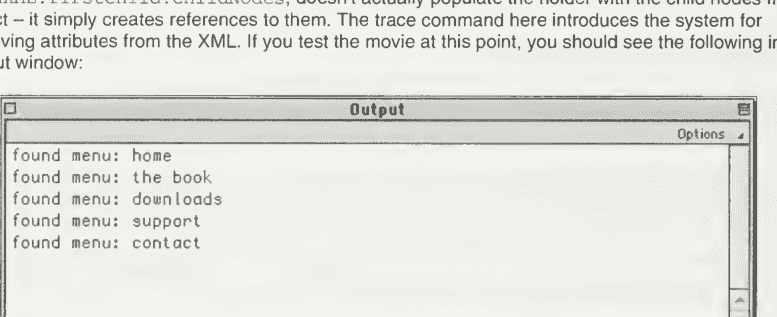 .firstChild.childNodes, doesn't actually populate the holder with the child nodes
ct – it simply creates references to them. The trace command here introduces the system for
ving attributes from the XML. If you test the movie at this point, you should see the following in
ut window:
Output
Options
found menu: home
found menu: the book
found menu: downloads
found menu: support
found menu: contact